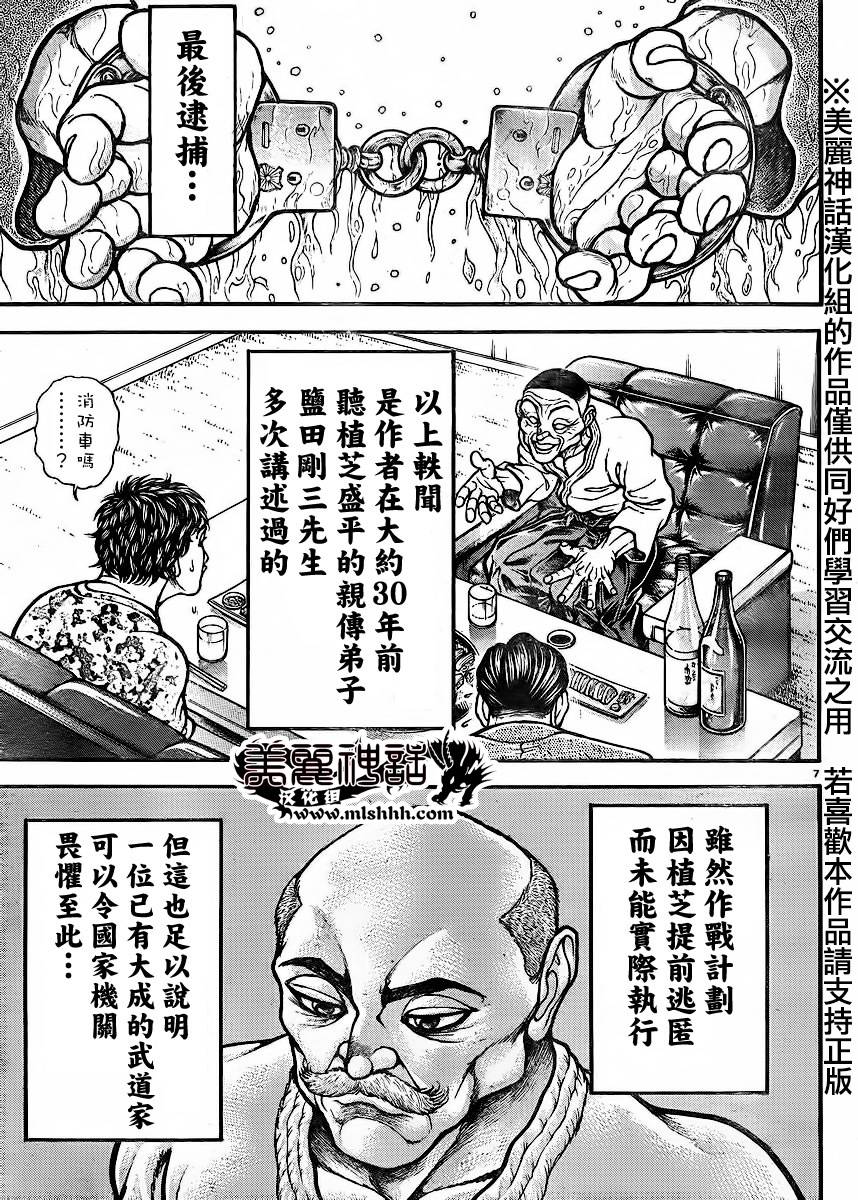 最後逮捕⋯
以上軼聞
是作者在大約30年前
聽植芝盛平的親傳弟子
鹽田剛三先生
多次講述過的
消防車嗎
⋯⋯⋯？
美麗神話
汉化组
www.mlshhh.com
7
雖然作戰計劃
因植芝提前逃匿
而未能實際執行
但這也足以說明
一位已有大成的武道家
可以令國家機關
畏懼至此⋯
※美麗神話漢化組的作品僅供同好們學習交流之用 若喜歡本作品請支持正版